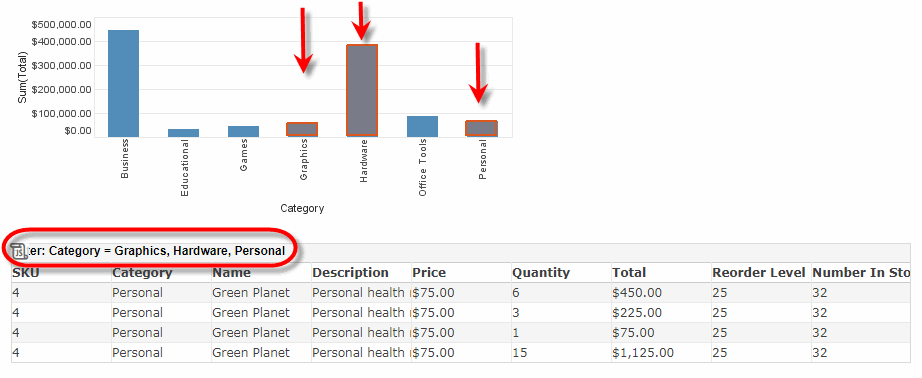 $500,000.00
$400,000.00
$300,000.00
$200,000.00
$100,000.00
$0.00
Sum(Total)
Business
Educational
Games
Graphics
Hardware
Office Tools
Personal
Category
ter: Category = Graphics, Hardware, Personal
SKU Category Name Description Price Quantity Total Reorder Level Number In Sto
4 Personal Green Planet Personal health $75.00 6 $450.00 25 32
4 Personal Green Planet Personal health $75.00 3 $225.00 25 32
4 Personal Green Planet Personal health $75.00 1 $75.00 25 32
4 Personal Green Planet Personal health $75.00 15 $1,125.00 25 32